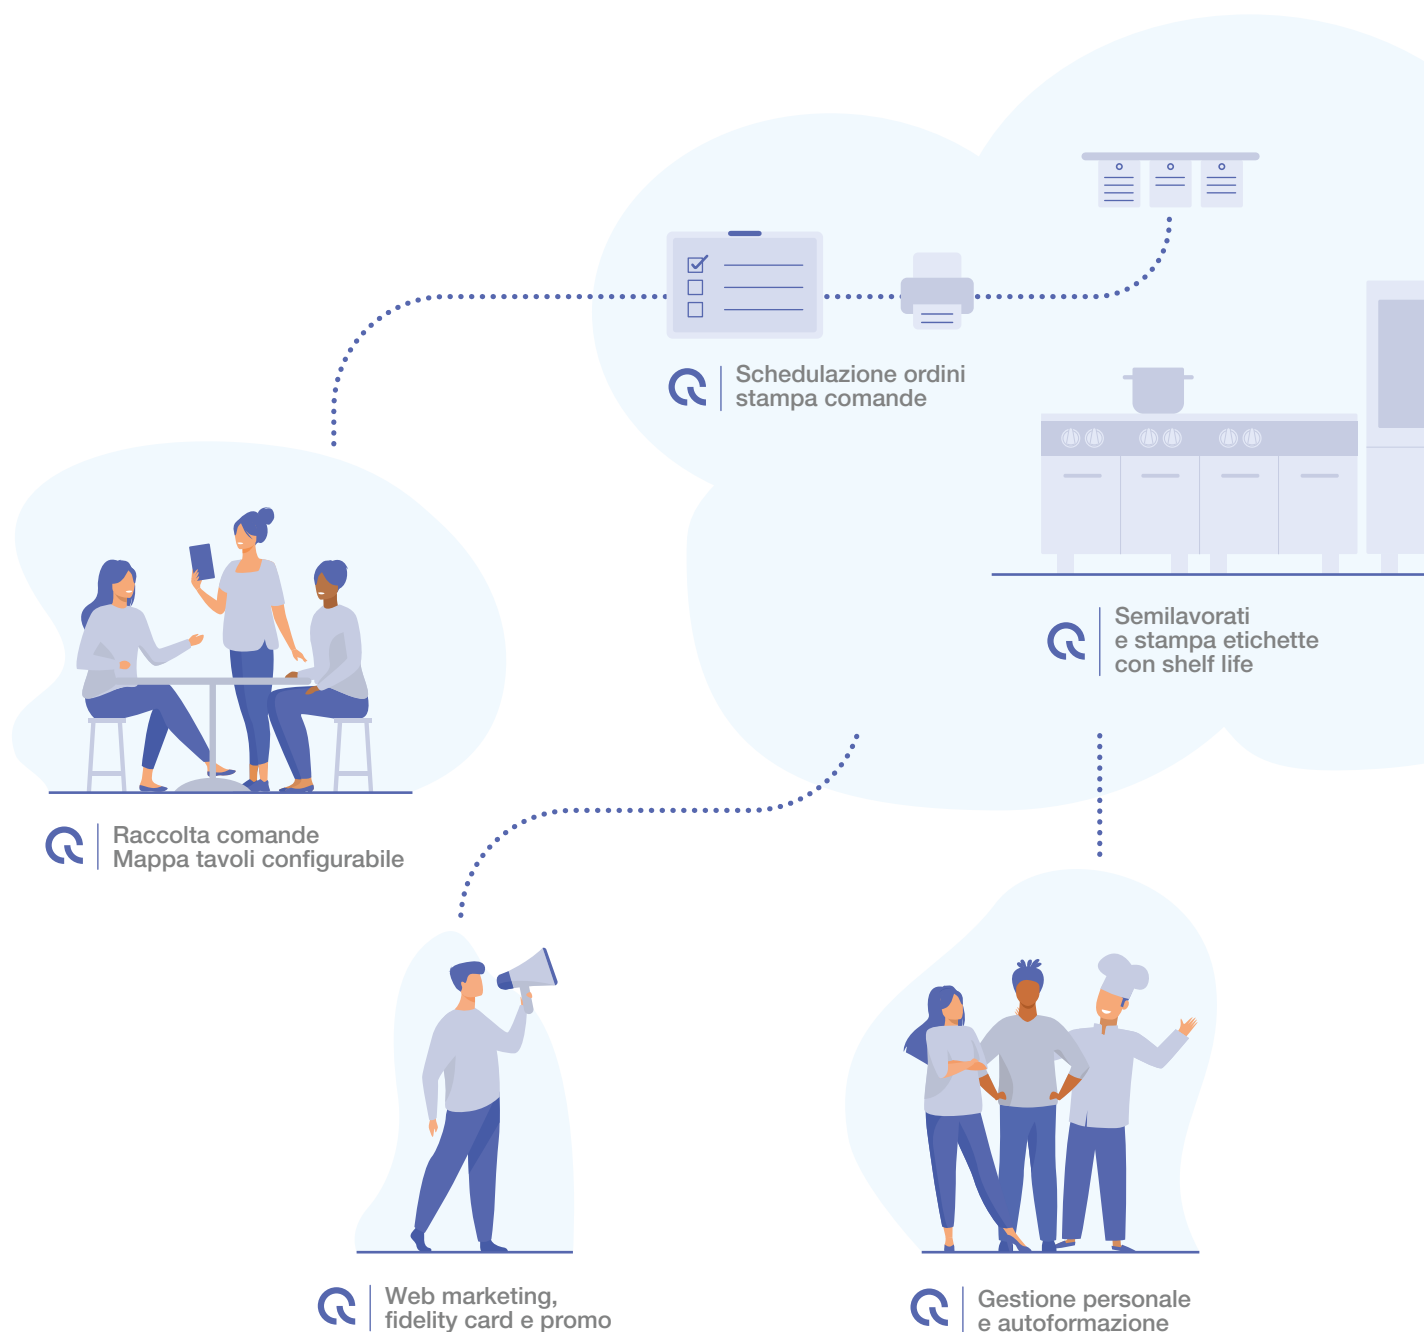 Schedulazione ordini
stampa comande
Semilavorati
e stampa etichette
con shelf life
Raccolta comande
Mappa tavoli configurabile
Web marketing,
fidelity card e promo
Gestione personale
e autoformazione